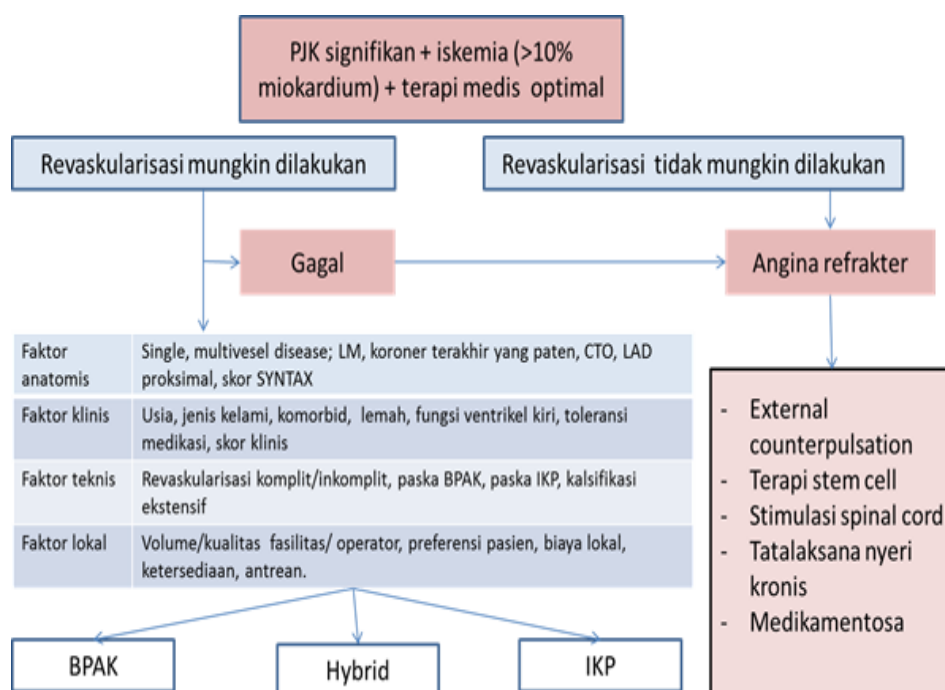 PJK signifikan + iskemia (>10%
miokardium) + terapi medis optimal
Revaskularisasi mungkin dilakukan
Revaskularisasi tidak mungkin dilakukan
Gagal
Angina refrakter
Faktor
anatomis
Single, multivesel disease; LM, koroner terakhir yang paten, CTO, LAD
proksimal, skor SYNTAX
Faktor klinis
Usia, jenis kelami, komorbid, lemah, fungsi ventrikel kiri, toleransi
medikasi, skor klinis
Faktor teknis
Revaskularisasi komplit/inkomplit, paska BPAK, paska IKP, kalsifikasi
ekstensif
Faktor lokal
Volume/kualitas fasilitas/ operator, preferensi pasien, biaya lokal,
ketersediaan, antrean.
BPAK
Hybrid
IKP
- External
counterpulsation
- Terapi stem cell
- Stimulasi spinal cord
- Tatalaksana nyeri
kronis
- Medikamentosa